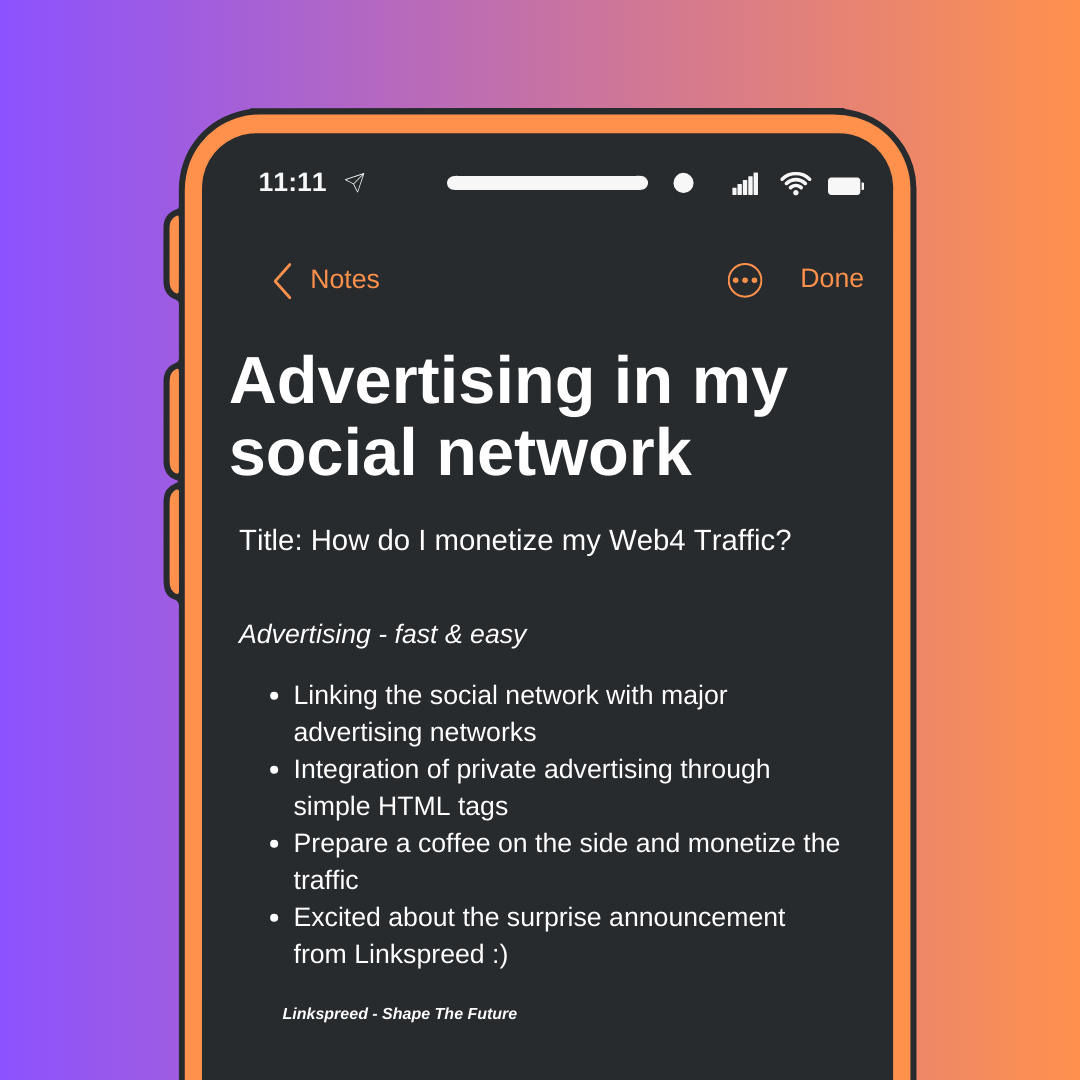 11:11
Notes
Done
Advertising in my
social network
Title: How do I monetize my Web4 Traffic?
Advertising - fast & easy
• Linking the social network with major
advertising networks
• Integration of private advertising through
simple HTML tags
• Prepare a coffee on the side and monetize the
traffic
• Excited about the surprise announcement
from Linkspreed :)
Linkspreed - Shape The Future